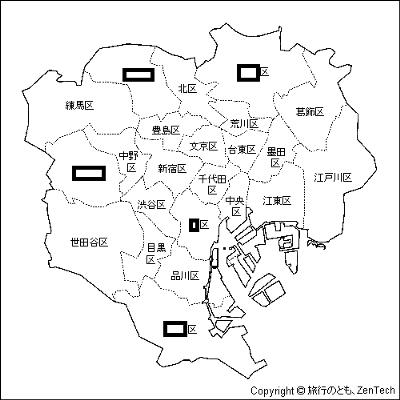 北区
区
練馬区
葛飾区
荒川区
豊島区
文京区
台東区
墨田
区
中野
区
新宿区
千代田
区
江戸川区
渋谷区
中央
区
江東区
区
世田谷区
目黒
区
品川区
区
Copyright © 旅行のとも、ZenTech